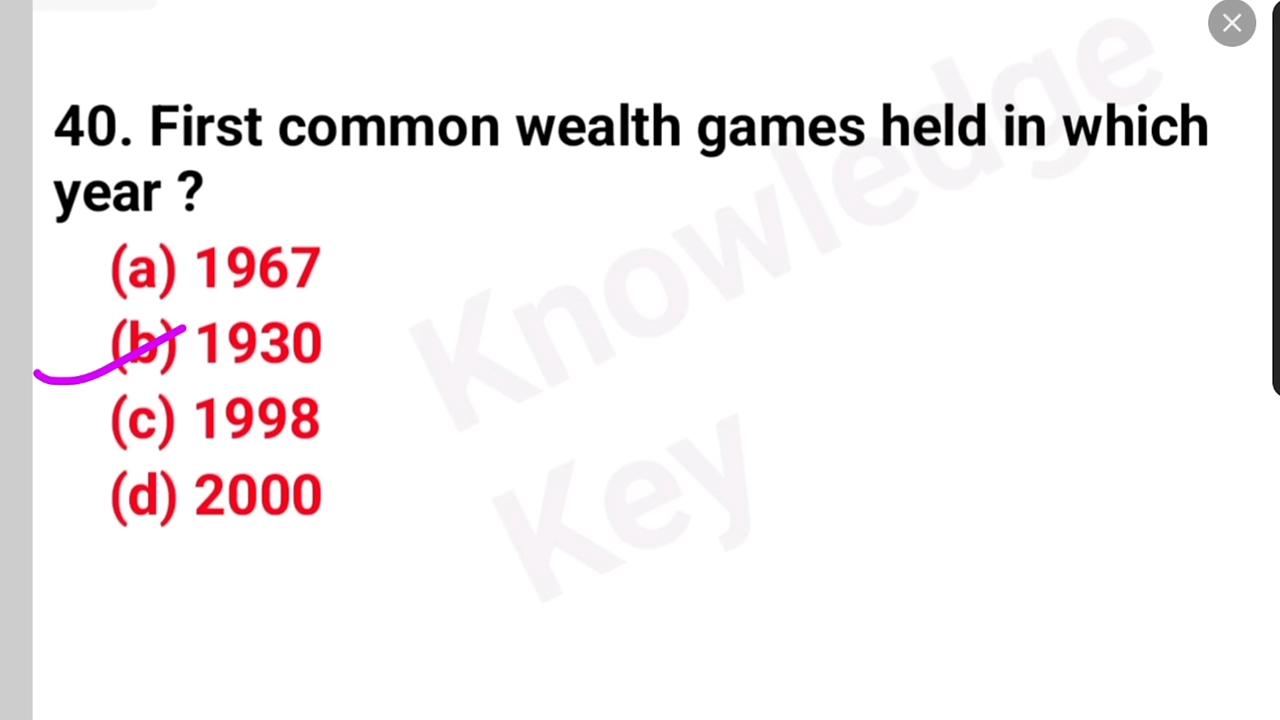 40. First common wealth games held in which
year ?
(a) 1967
(b) 1930
(c) 1998
(d) 2000
Knowledge
Key